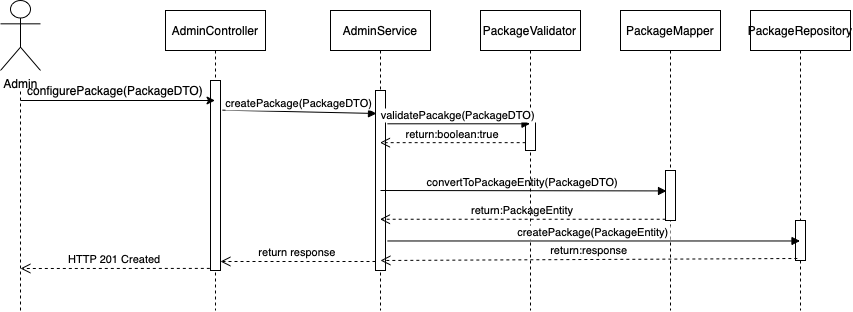 AdminController
AdminService
PackageValidator
PackageMapper
PackageRepository
Admin
configurePackage(PackageDTO)
createPackage(PackageDTO)
validatePacakge(PackageDTO)
return:boolean:true
convertToPackageEntity(PackageDTO)
return:PackageEntity
createPackage(PackageEntity)
return:response
return response
HTTP 201 Created